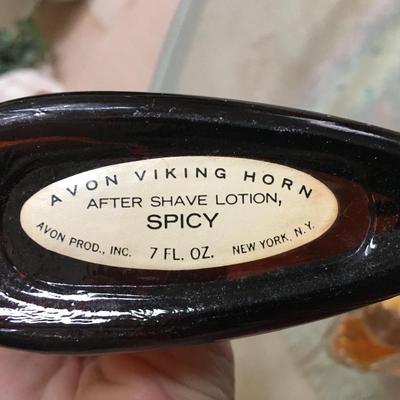 AVON VIKING HORN
AFTER SHAVE LOTION,
SPICY
AVON PROD., INC. 7 FL. OZ. NEW YORK, N.Y.